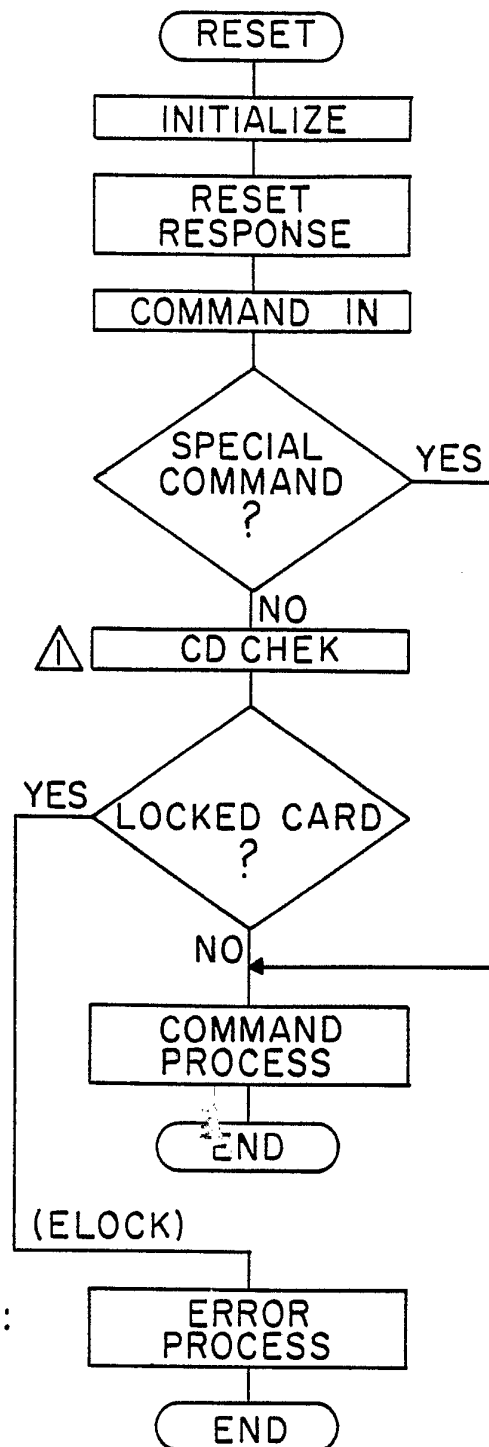 RESET
INITIALIZE
RESET
RESPONSE
COMMAND IN
SPECIAL
COMMAND
?
YES
NO
1
CD CHEK
YES
LOCKED CARD
?
NO
COMMAND
PROCESS
END
(ELOCK)
:
ERROR
PROCESS
END